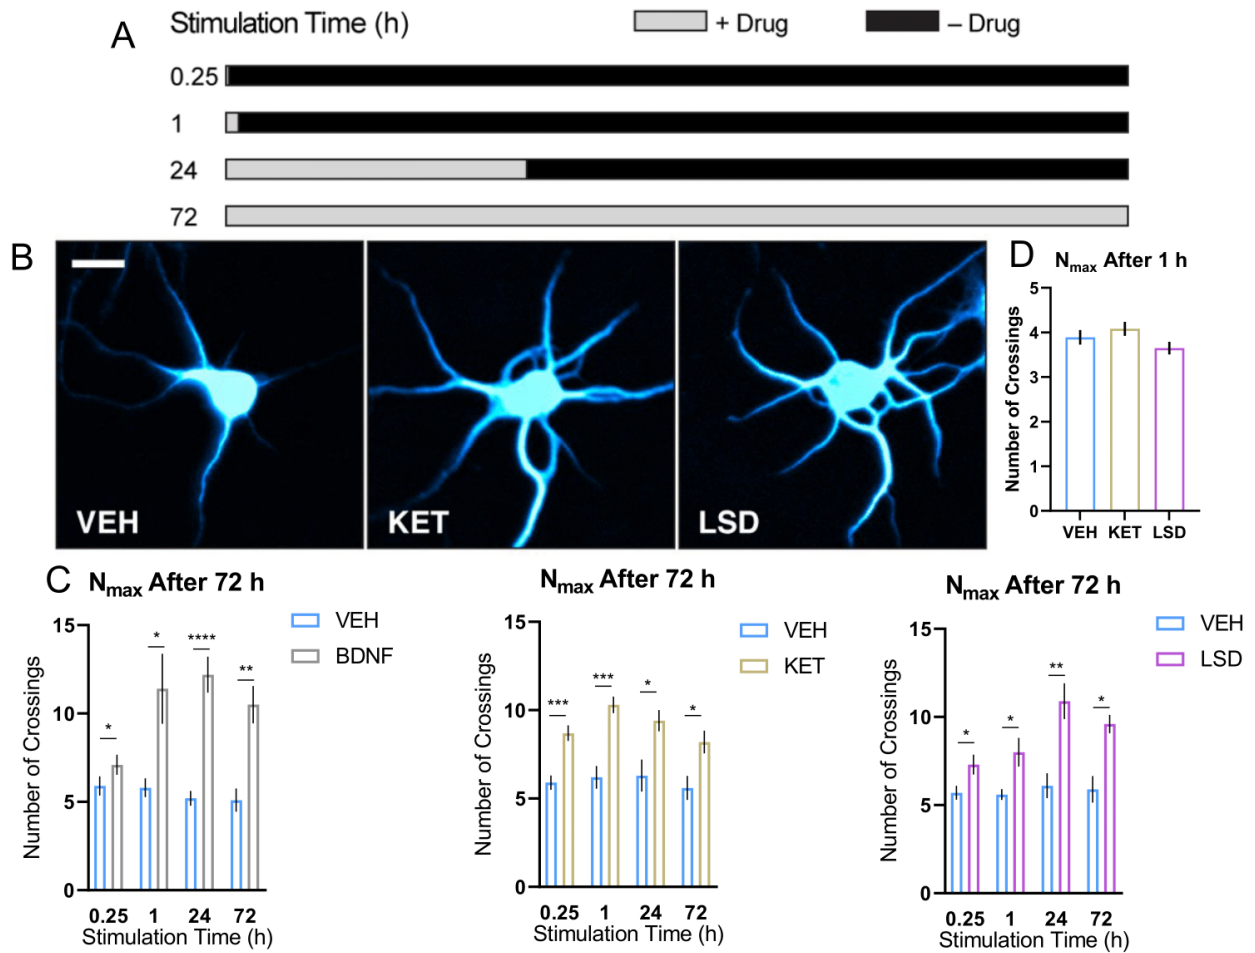 A
Stimulation Time (h)
+ Drug
– Drug
0.25
1
24
72
B
VEH
KET
LSD
D
Nmax After 1 h
Number of Crossings
5
4
3
2
1
0
VEH KET LSD
C
Nmax After 72 h
VEH
BDNF
Number of Crossings
15
10
5
0
*
*
****
**
0.25 1 24 72
Stimulation Time (h)
Nmax After 72 h
VEH
KET
Number of Crossings
15
10
5
0
***
***
*
*
0.25 1 24 72
Stimulation Time (h)
Nmax After 72 h
VEH
LSD
Number of Crossings
15
10
5
0
*
*
**
*
0.25 1 24 72
Stimulation Time (h)